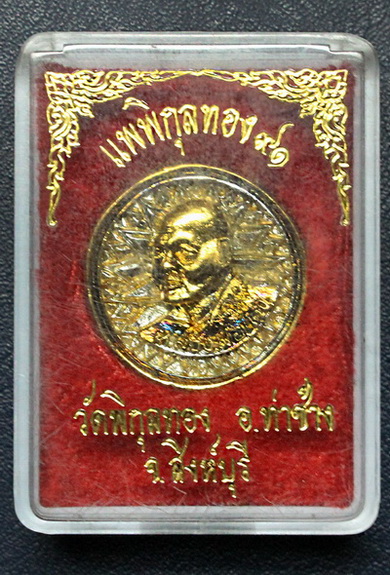 แพพิกุลทอง ๙๑
วัดพิกุลทอง อ.ท่าช้าง
จ.สิงห์บุรี